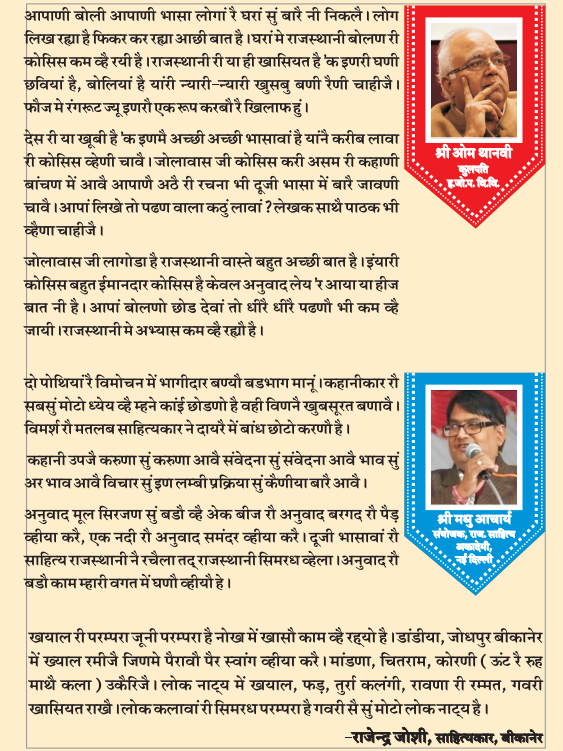 आपाणी बोली आपाणी भासा लोगां रै घरां सुं बारै नी निकलै। लोग
लिख रह्या है फिकर कर रह्या आछी बात है। घरां मे राजस्थानी बोलण री
कोसिस कम व्है रयी है। राजस्थानी री या ही खासियत है 'क इणरी घणी
छवियां है, बोलियां है यांरी न्यारी-न्यारी खुसबु बणी रैणी चाहीजै।
फौज मे रंगरूट ज्यू इणरौ एक रूप करबौ रै खिलाफ हुं।
देस री या खूबी है 'क इणमै अच्छी अच्छी भासावां है यांनै करीब लावा
री कोसिस व्हेणी चावै। जोलावास जी कोसिस करी असम री कहाणी
बांचण में आवै आपाणै अठै री रचना भी दूजी भासा में बारै जावणी
चावै। आपां लिखे तो पढण वाला कठुं लावां ? लेखक साथै पाठक भी
व्हैणा चाहीजै।
जोलावास जी लागोडा है राजस्थानी वास्ते बहुत अच्छी बात है। इंयारी
कोसिस बहुत ईमानदार कोसिस है केवल अनुवाद लेय 'र आया या हीज
बात नी है। आपां बोलणो छोड देवां तो धीरै धीरै पढणौ भी कम व्है
जायी। राजस्थानी मे अभ्यास कम व्है रह्यौ है।
श्री ओम थानवी
कुलपति
ह.जो.प. वि.वि.
दो पोथियां रै विमोचन में भागीदार बण्यौ बडभाग मानूं। कहानीकार रौ
सबसुं मोटो ध्येय व्है म्हने कांई छोडणो है वही विणनै खुबसूरत बणावै।
विमर्श रौ मतलब साहित्यकार ने दायरै में बांध छोटो करणौ है।
कहानी उपजै करुणा सुं करुणा आवै संवेदना सुं संवेदना आवै भाव सुं
अर भाव आवै विचार सुं इण लम्बी प्रक्रिया सुं कैणीया बारै आवै।
अनुवाद मूल सिरजण सुं बडौ व्है अेक बीज रौ अनुवाद बरगद रौ पैड़
व्हीया करै, एक नदी रौ अनुवाद समंदर व्हीया करै। दूजी भासावां रौ
साहित्य राजस्थानी नै रचैला तद् राजस्थानी सिमरध व्हेला। अनुवाद रौ
बडौ काम म्हारी वगत में घणौ व्हीयौ हे।
श्री मधु आचार्य
संयोजक, राज. साहित्य
अकादेमी,
नई दिल्ली
खयाल री परम्परा जूनी परम्परा है नोख में खासौ काम व्है रह्यो है। डांडीया, जोधपुर बीकानेर
में ख्याल रमीजै जिणमे पैरावौ पैर स्वांग व्हीया करै। मांडणा, चितराम, कोरणी ( ऊंट रै रुह
माथै कला ) उकैरिजै। लोक नाट्य में खयाल, फड़, तुर्रा कलंगी, रावणा री रम्मत, गवरी
खासियत राखै। लोक कलावां री सिमरध परम्परा है गवरी सै सुं मोटो लोक नाट्य है।
-राजेन्द्र जोशी, साहित्यकार, बीकानेर